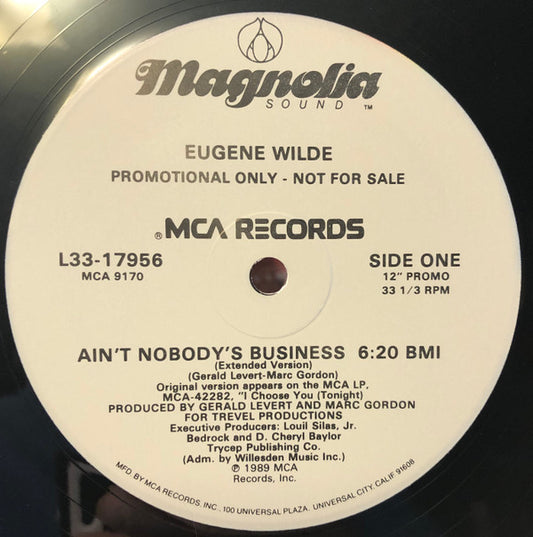 Magnolia
SOUND ™
EUGENE WILDE
PROMOTIONAL ONLY - NOT FOR SALE
®MCA RECORDS
L33-17956
MCA 9170
SIDE ONE
12" PROMO
33 1/3 RPM
AIN'T NOBODY'S BUSINESS 6:20 BMI
(Extended Version)
(Gerald Levert-Marc Gordon)
Original version appears on the MCA LP,
MCA-42282, "I Choose You (Tonight)
PRODUCED BY GERALD LEVERT AND MARC GORDON
FOR TREVEL PRODUCTIONS
Executive Producers: Louil Silas, Jr.
Bedrock and D. Cheryl Baylor
Trycep Publishing Co.
(Adm. by Willesden Music Inc.)
℗ 1989 MCA
Records, Inc.
MFD. BY MCA RECORDS, INC., 100 UNIVERSAL PLAZA, UNIVERSAL CITY, CALIF 91608